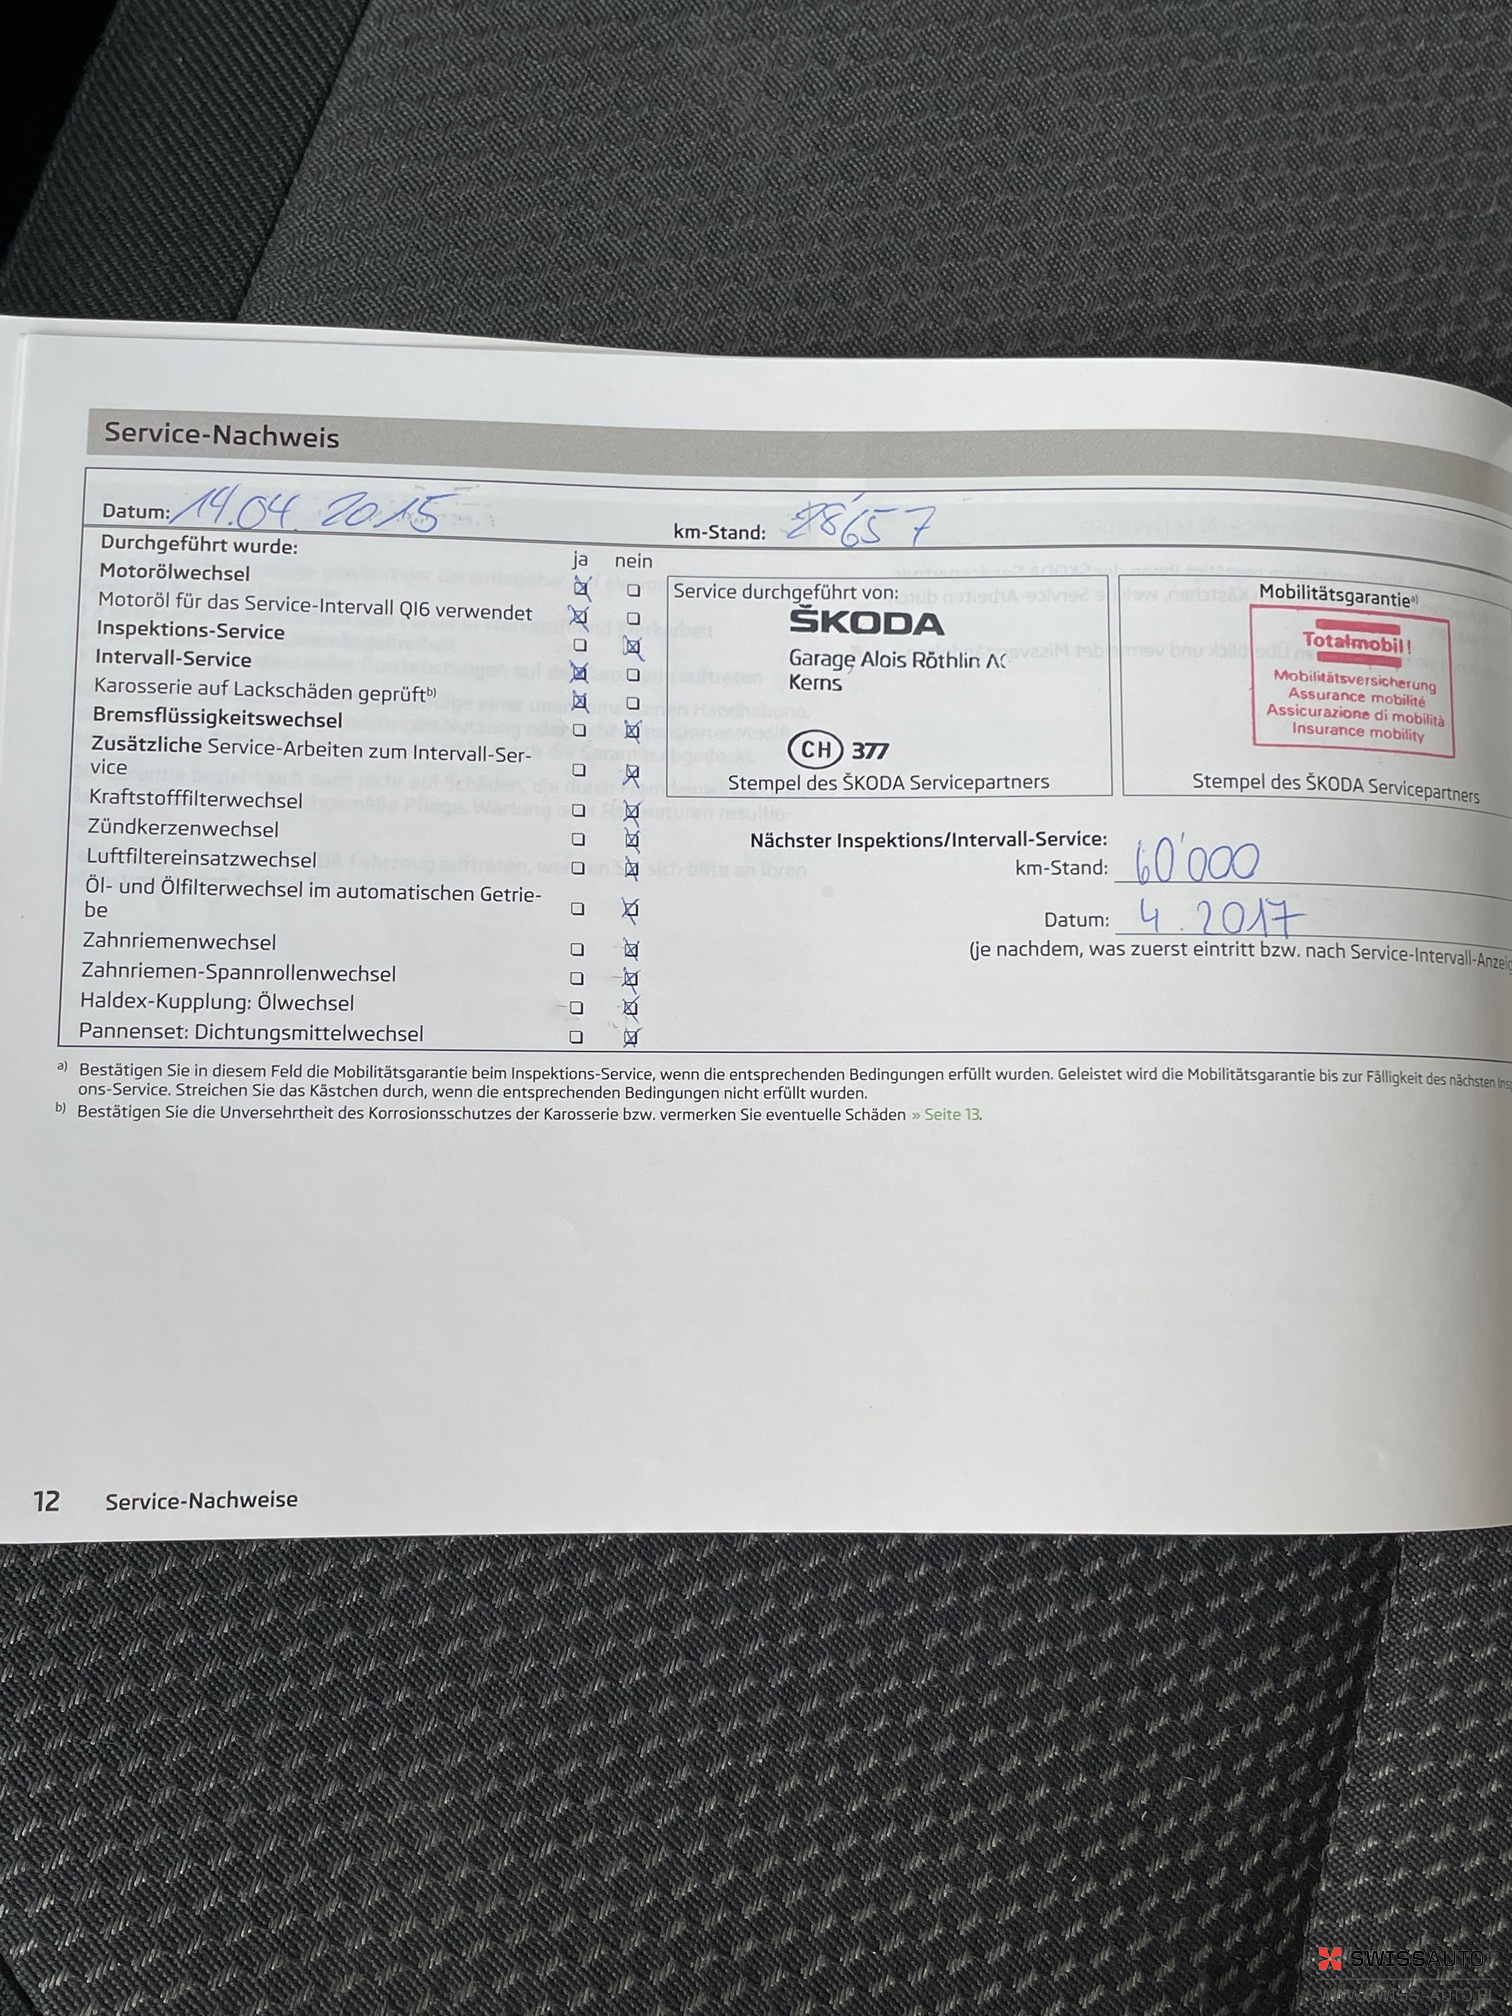 Service-Nachweis
Datum: 14.04.2015 km-Stand: 28'657
Durchgeführt wurde: ja nein
Motorölwechsel
Motoröl für das Service-Intervall QI6 verwendet
Inspektions-Service
Intervall-Service
Karosserie auf Lackschäden geprüft b)
Bremsflüssigkeitswechsel
Zusätzliche Service-Arbeiten zum Intervall-Ser-
vice
Kraftstofffilterwechsel
Zündkerzenwechsel
Luftfiltereinsatzwechsel
Öl- und Ölfilterwechsel im automatischen Getrie-
be
Zahnriemenwechsel
Zahnriemen-Spannrollenwechsel
Haldex-Kupplung: Ölwechsel
Pannenset: Dichtungsmittelwechsel
Service durchgeführt von:
ŠKODA
Garage Alois Röthlin
Kerns
CH 377
Stempel des ŠKODA Servicepartners
Mobilitätsgarantie a)
Totalmobil!
Mobilitätsversicherung
Assurance mobilité
Assicurazione di mobilità
Insurance mobility
Stempel des ŠKODA Servicepartners
Nächster Inspektions/Intervall-Service:
km-Stand: 60'000
Datum: 4.2017
(je nachdem, was zuerst eintritt bzw. nach Service-Intervall-Anzeig
a) Bestätigen Sie in diesem Feld die Mobilitätsgarantie beim Inspektions-Service, wenn die entsprechenden Bedingungen erfüllt wurden. Geleistet wird die Mobilitätsgarantie bis zur Fälligkeit des nächsten Insp
ons-Service. Streichen Sie das Kästchen durch, wenn die entsprechenden Bedingungen nicht erfüllt wurden.
b) Bestätigen Sie die Unversehrtheit des Korrosionsschutzes der Karosserie bzw. vermerken Sie eventuelle Schäden » Seite 13.
12 Service-Nachweise
SWISSAUTO
WWW.SWISS-AUTO.PL